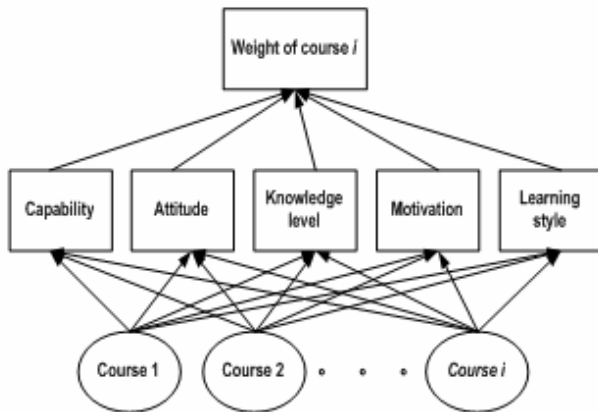 Weight of course i
Capability
Attitude
Knowledge
level
Motivation
Learning
style
Course 1
Course 2
Course i